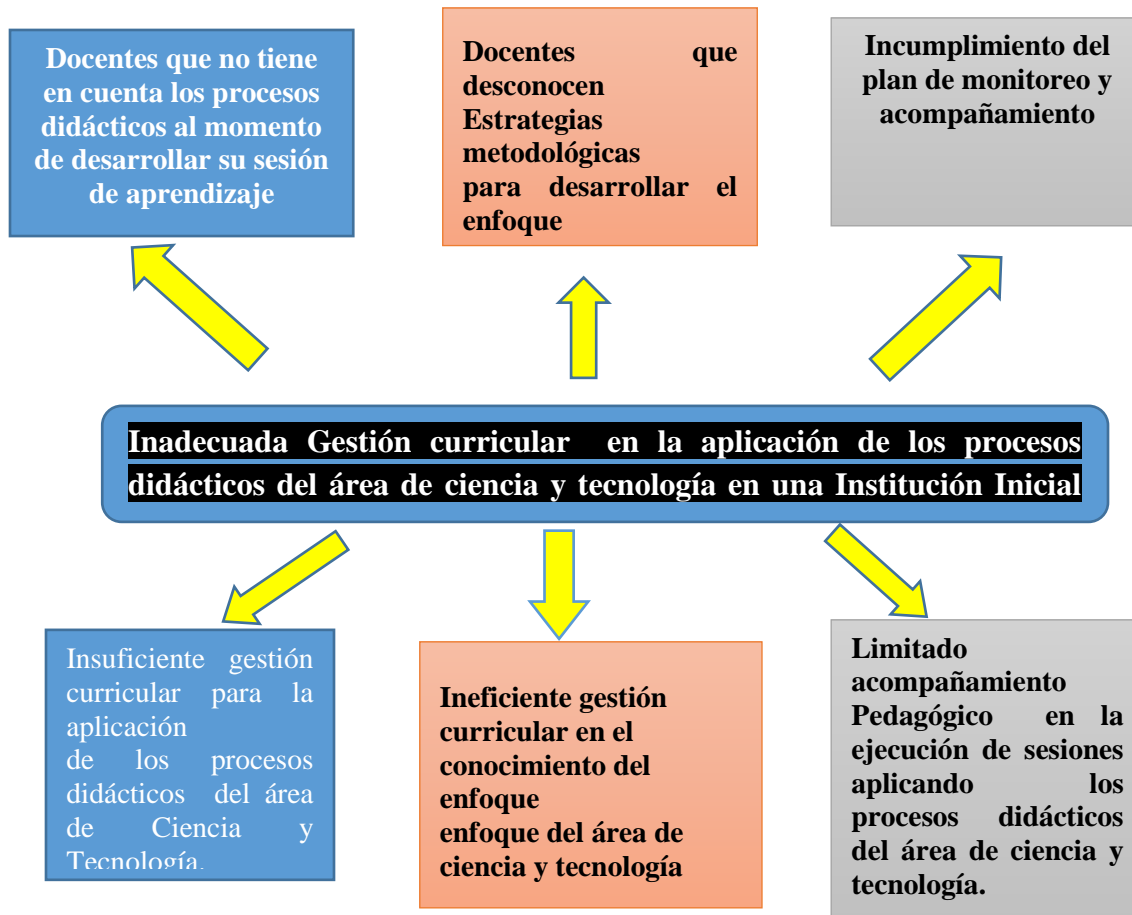 Docentes que no tiene
en cuenta los procesos
didácticos al momento
de desarrollar su sesión
de aprendizaje
Docentes que
desconocen
Estrategias
metodológicas
para desarrollar el
enfoque
Incumplimiento del
plan de monitoreo y
acompañamiento
Inadecuada Gestión curricular en la aplicación de los procesos
didácticos del área de ciencia y tecnología en una Institución Inicial
Insuficiente gestión
curricular para la
aplicación
de los procesos
didácticos del área
de Ciencia y
Tecnología.
Ineficiente gestión
curricular en el
conocimiento del
enfoque
enfoque del área de
ciencia y tecnología
Limitado
acompañamiento
Pedagógico en la
ejecución de sesiones
aplicando los
procesos didácticos
del área de ciencia y
tecnología.